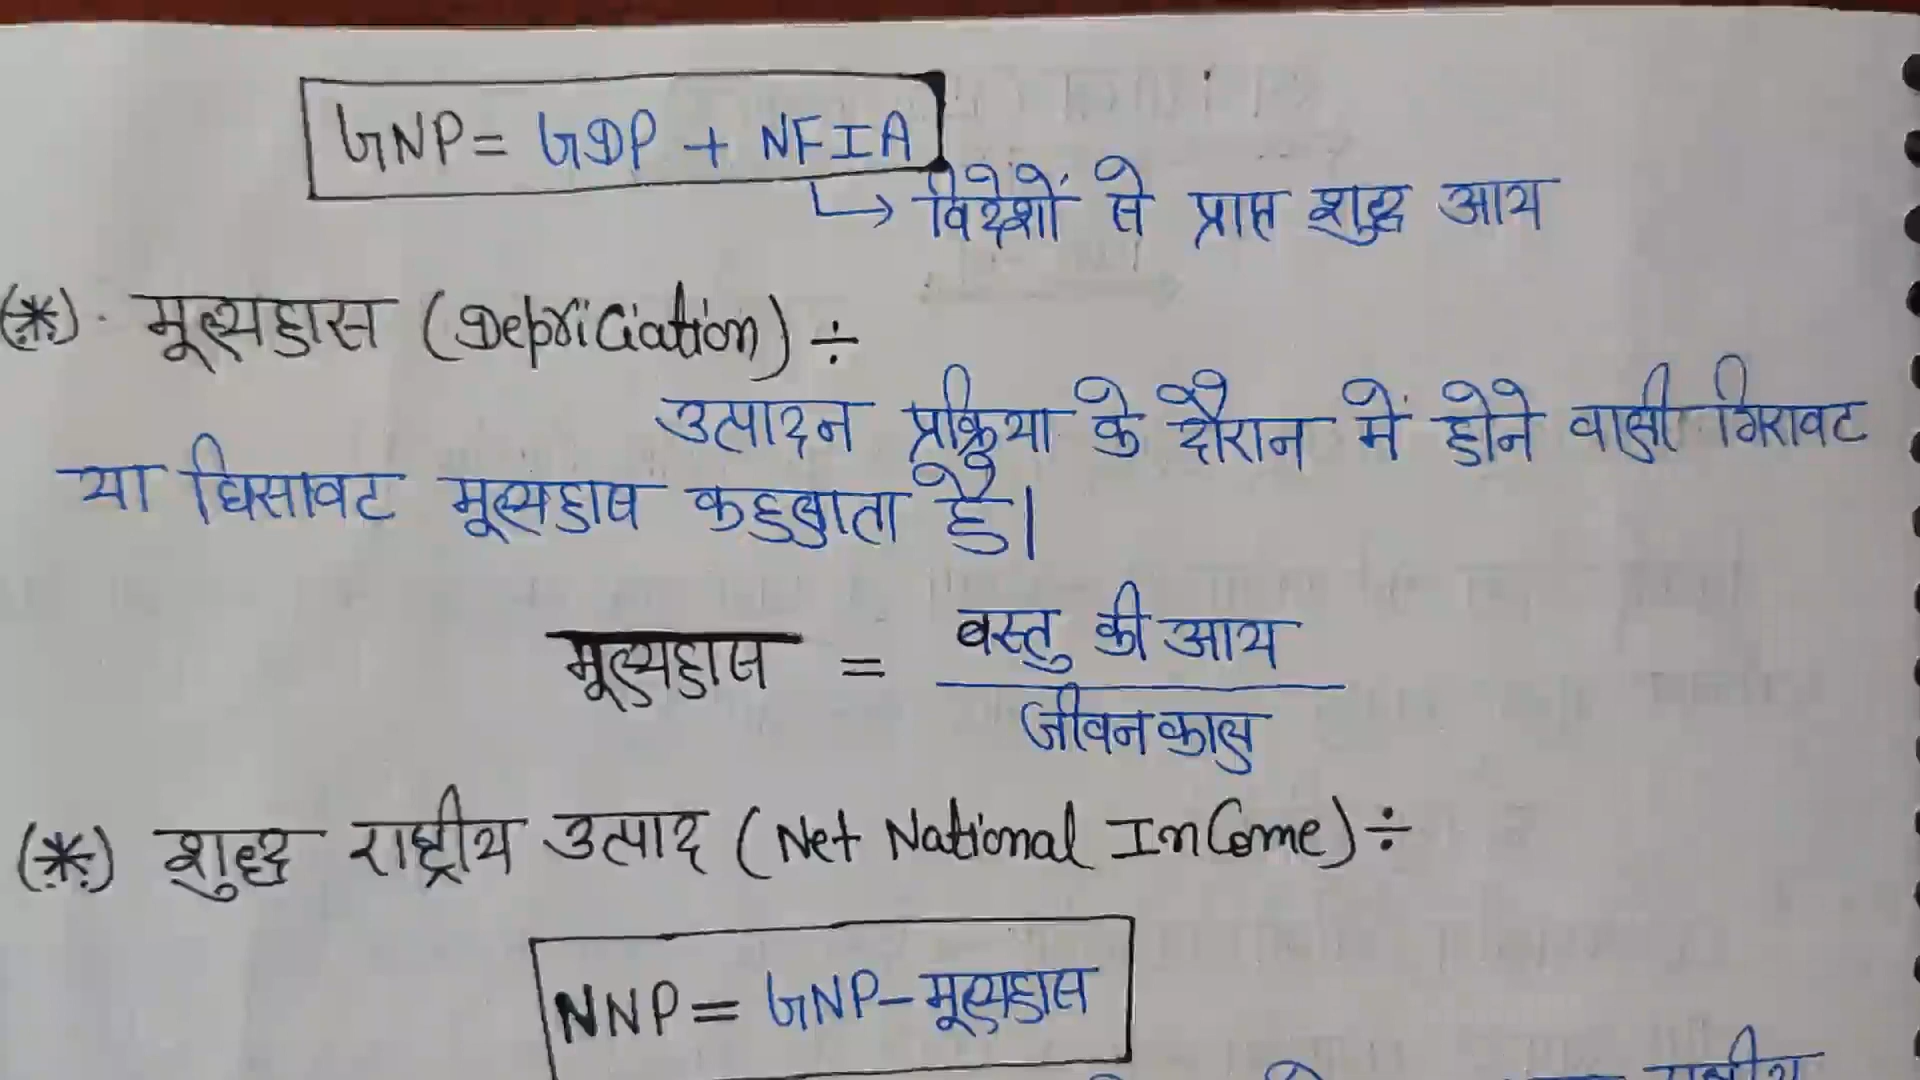 GNP = GDP + NFIA
↳ विदेशों से प्राप्त शुद्ध आय
(*) मूल्यह्रास (Depriciation) ÷
उत्पादन प्रक्रिया के दौरान में होने वाली गिरावट
या घिसावट मूल्यह्रास कहलाता है।
मूल्यह्रास = वस्तु की आय
जीवनकाल
(*) शुद्ध राष्ट्रीय उत्पाद (Net National InCome) ÷
NNP = GNP - मूल्यह्रास